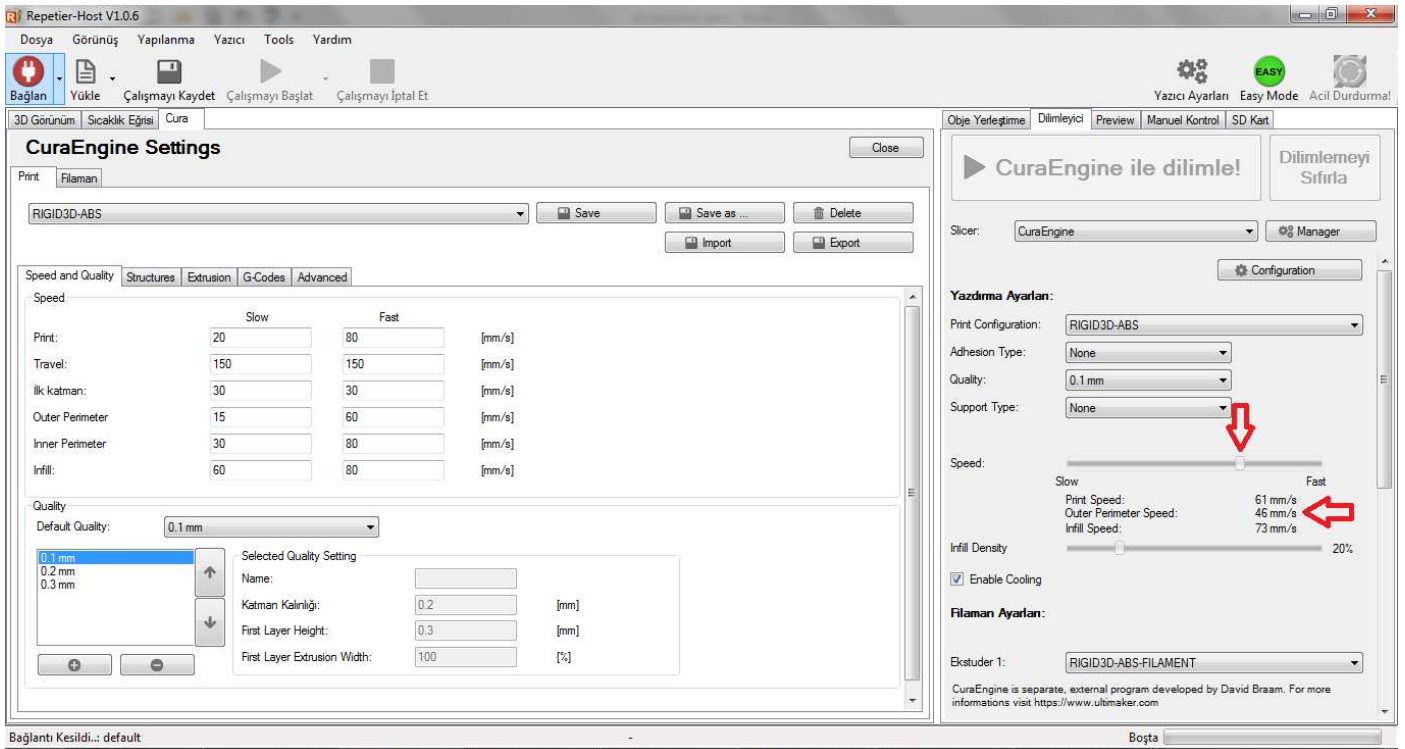 Repetier-Host V1.0.6
Dosya Görünüş Yapılanma Yazıcı Tools Yardım
Bağlan Yükle Çalışmayı Kaydet Çalışmayı Başlat Çalışmayı İptal Et Yazıcı Ayarları EASY Easy Mode Acil Durdurma!
3D Görünüm Sıcaklık Eğrisi Cura
CuraEngine Settings Close
Print Filaman
RIGID3D-ABS Save Save as ... Delete
Import Export
Speed and Quality Structures Extrusion G-Codes Advanced
Speed
Slow Fast
Print: 20 80 [mm/s]
Travel: 150 150 [mm/s]
İlk katman: 30 30 [mm/s]
Outer Perimeter 15 60 [mm/s]
Inner Perimeter 30 80 [mm/s]
Infill: 60 80 [mm/s]
Quality
Default Quality: 0.1 mm
0.1 mm
0.2 mm
0.3 mm
Selected Quality Setting
Name:
Katman Kalınlığı: 0.2 [mm]
First Layer Height: 0.3 [mm]
First Layer Extrusion Width: 100 [%]
Obje Yerleştirme Dilimleyici Preview Manuel Kontrol SD Kart
CuraEngine ile dilimle! Dilimlemeyi
Sıfırla
Slicer: CuraEngine Manager
Configuration
Yazdırma Ayarları:
Print Configuration: RIGID3D-ABS
Adhesion Type: None
Quality: 0.1 mm
Support Type: None
Speed:
Slow Fast
Print Speed: 61 mm/s
Outer Perimeter Speed: 46 mm/s
Infill Speed: 73 mm/s
Infill Density 20%
Enable Cooling
Filaman Ayarları:
Ekstuder 1: RIGID3D-ABS-FILAMENT
CuraEngine is separate, external program developed by David Braam. For more
informations visit https://www.ultimaker.com
Bağlantı Kesildi..: default - Boşta